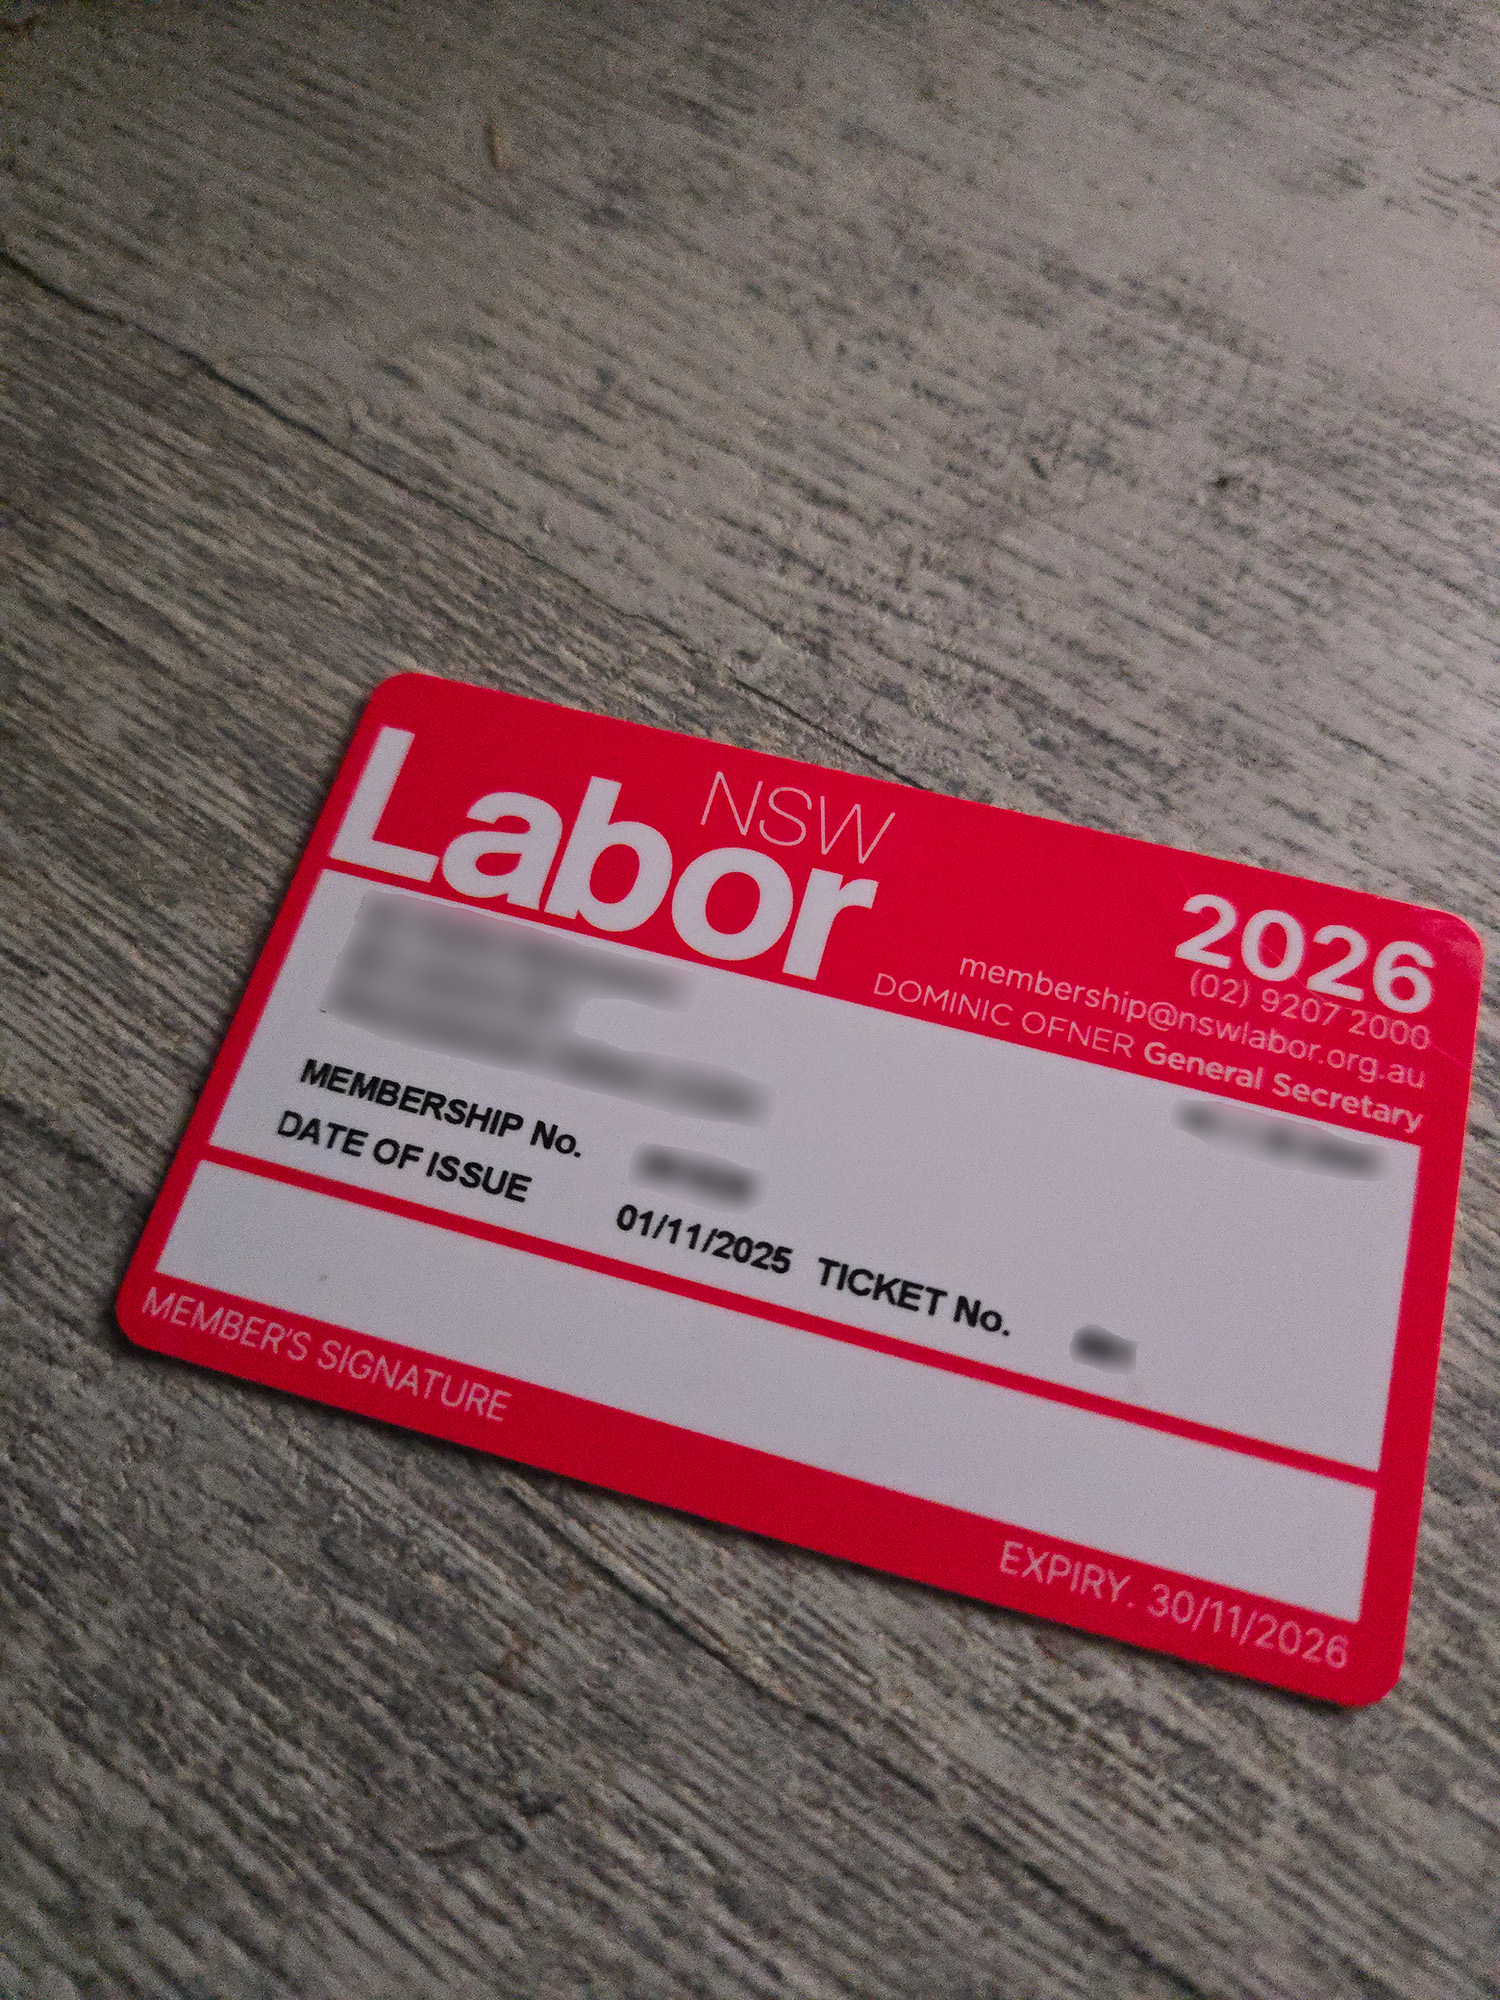 NSW
Labor
2026
(02) 9207 2000
membership@nswlabor.org.au
DOMINIC OFNER General Secretary
MEMBERSHIP No.
DATE OF ISSUE 01/11/2025 TICKET No.
MEMBER'S SIGNATURE
EXPIRY. 30/11/2026